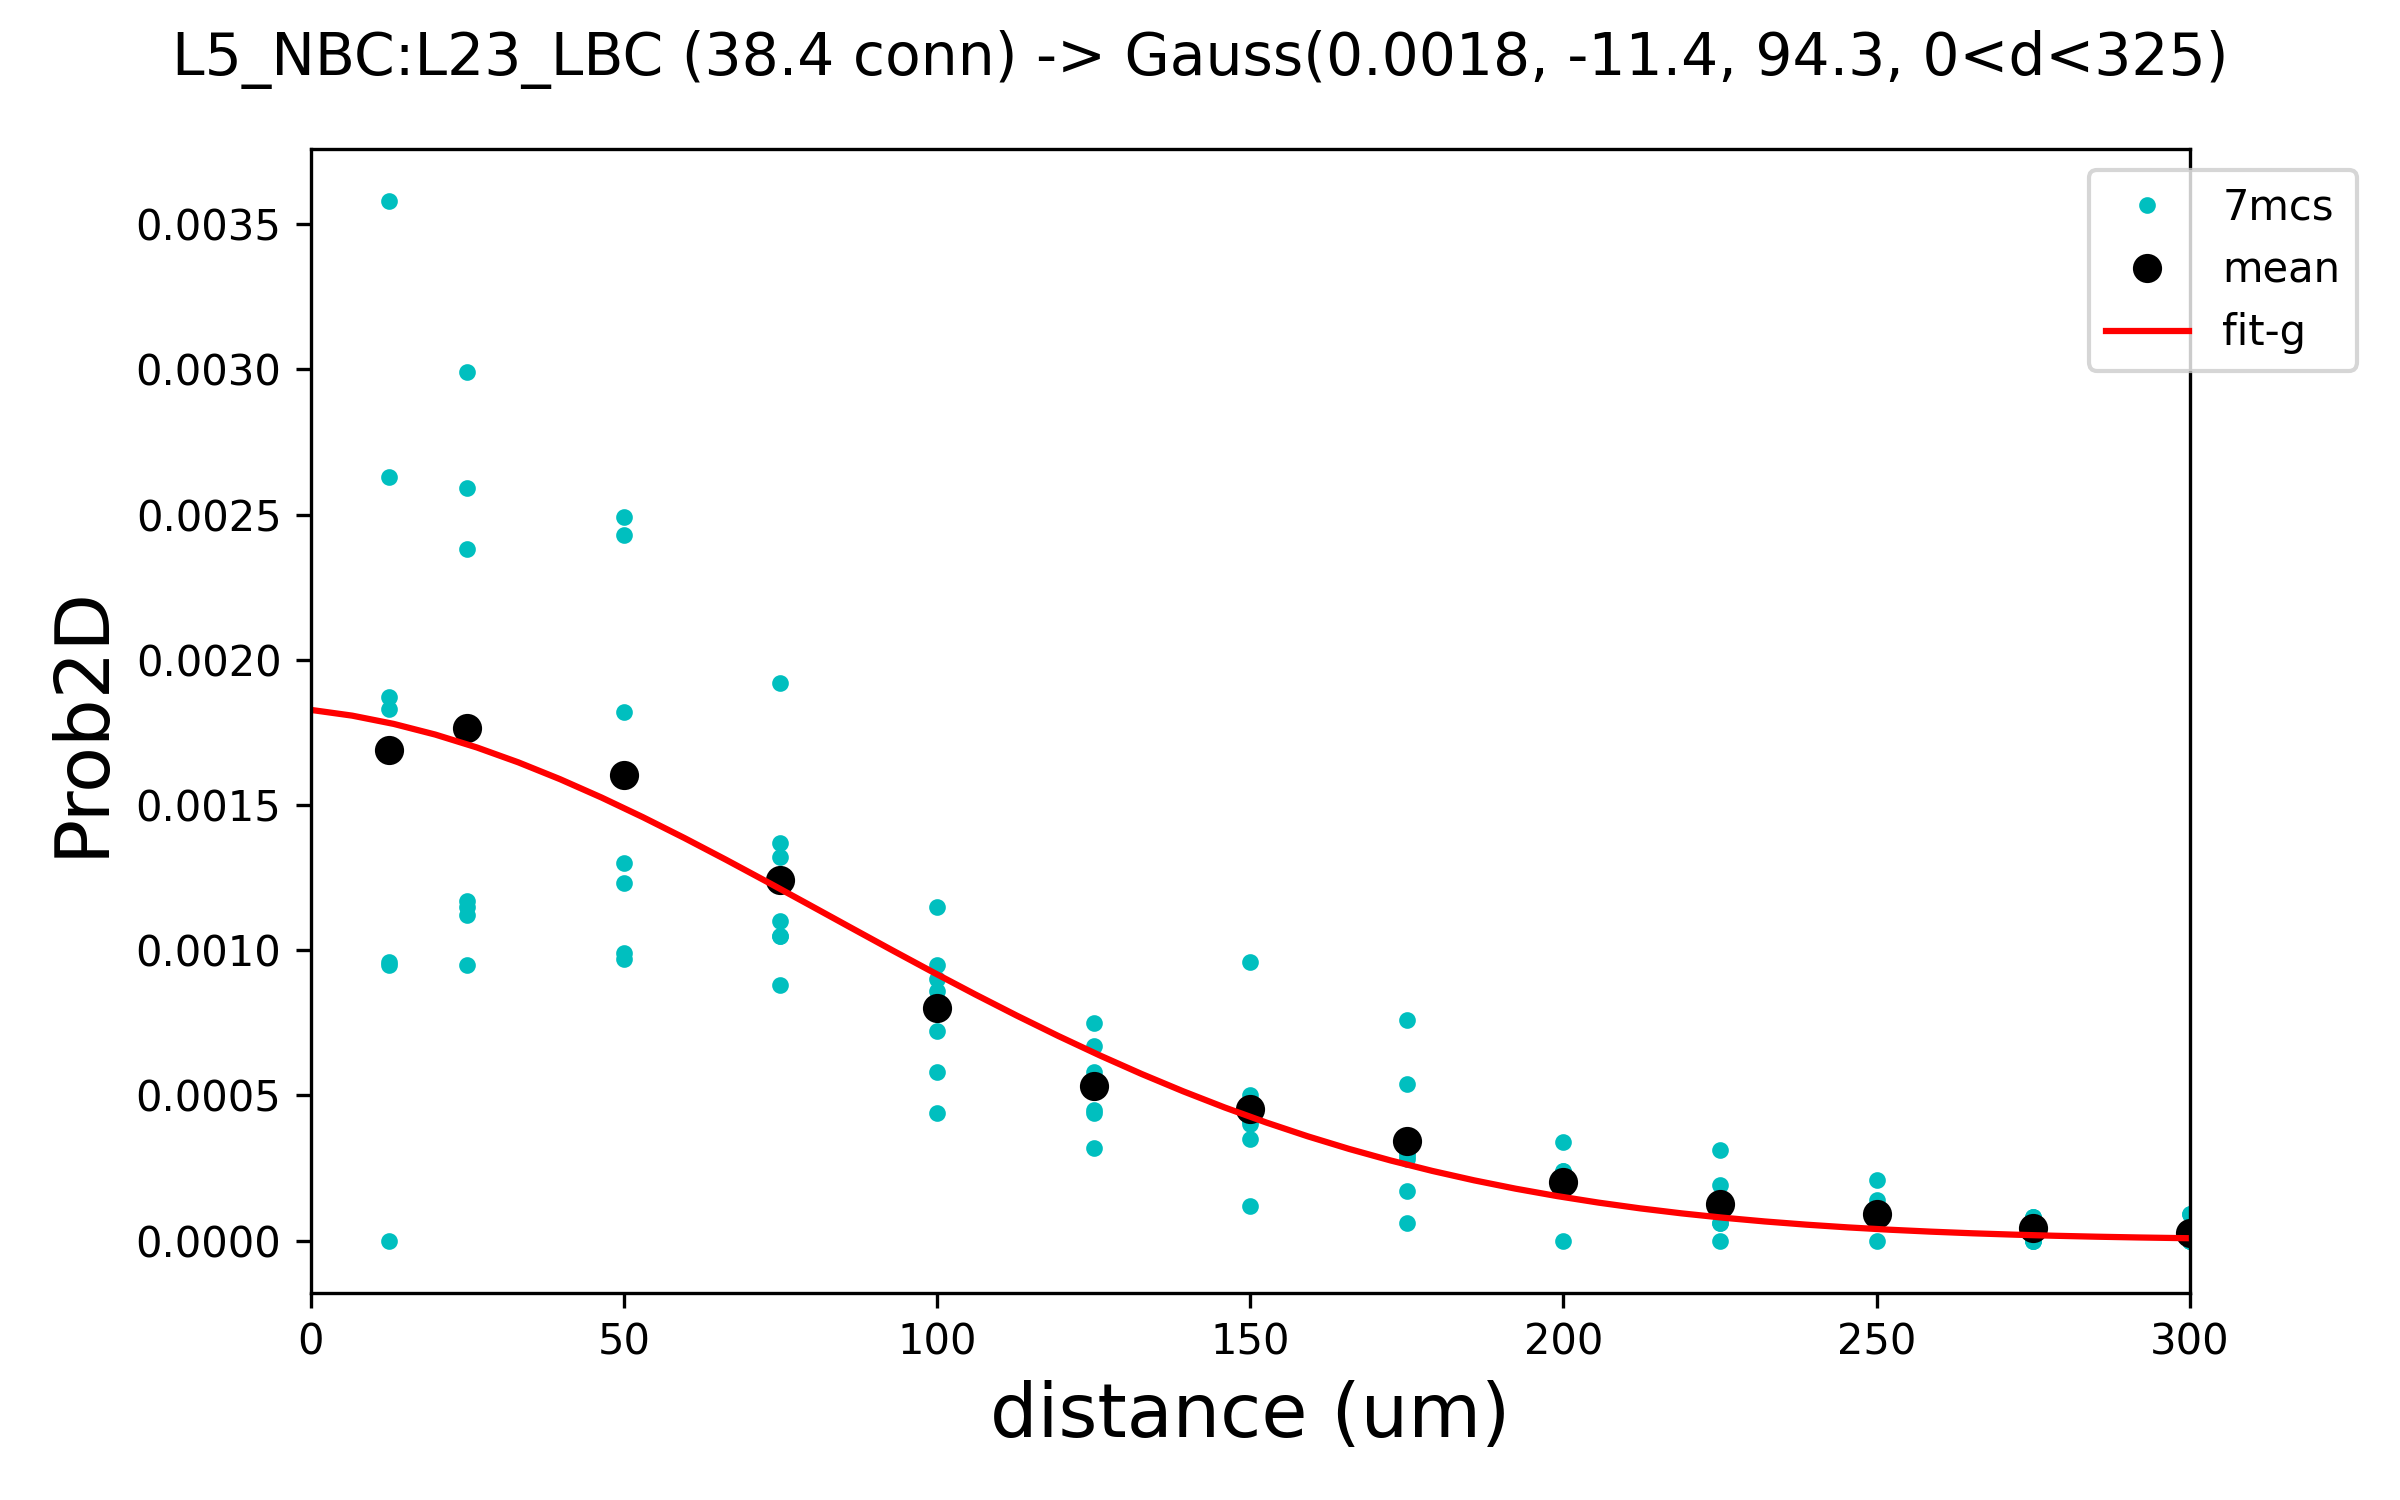 L5_NBC:L23_LBC (38.4 conn) -> Gauss(0.0018, -11.4, 94.3, 0<d<325)
7mcs
mean
fit-g
Prob2D
0.0035
0.0030
0.0025
0.0020
0.0015
0.0010
0.0005
0.0000
0 50 100 150 200 250 300
distance (um)